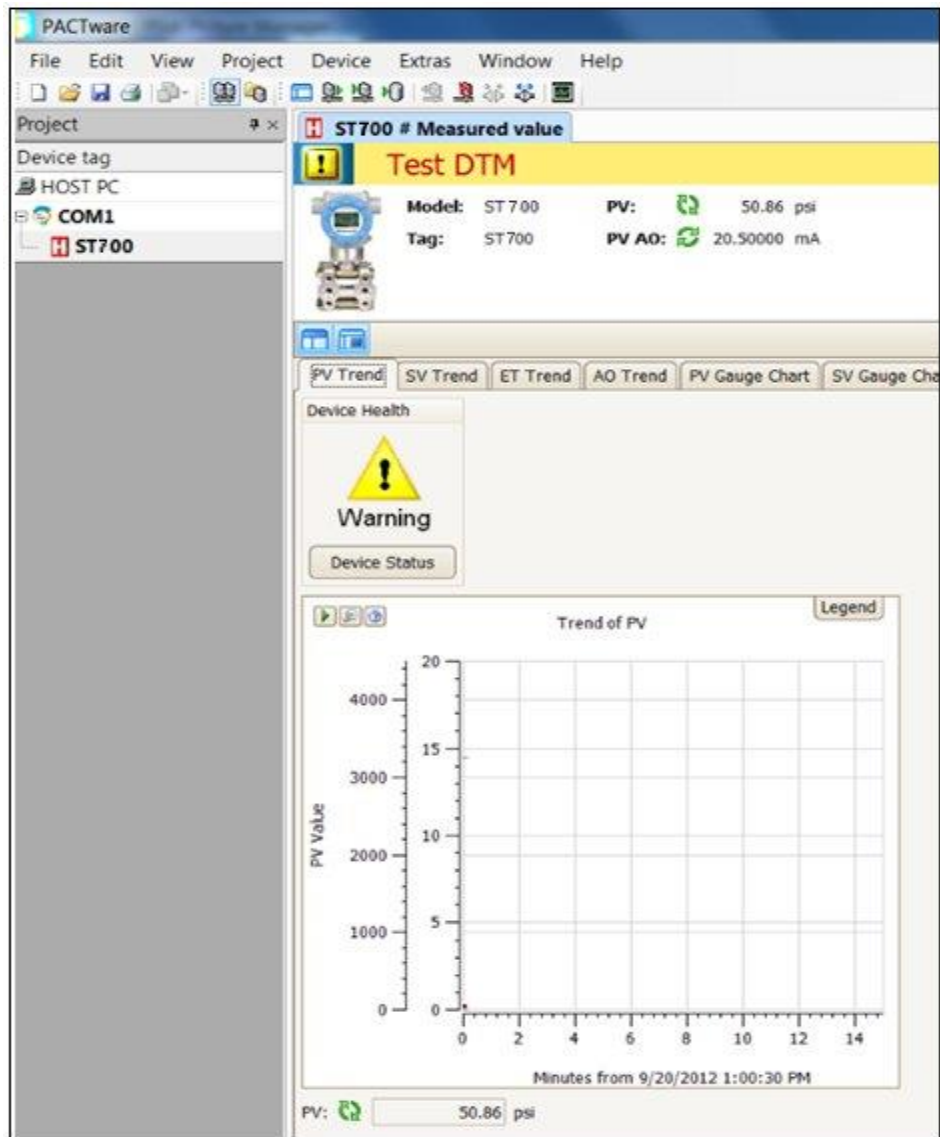 PACTware
File Edit View Project Device Extras Window Help
Project
Device tag
HOST PC
COM1
ST700
ST700 # Measured value
Test DTM
Model: ST700 PV: 50.86 psi
Tag: ST700 PV AO: 20.50000 mA
PV Trend SV Trend ET Trend AO Trend PV Gauge Chart SV Gauge Cha
Device Health
Warning
Device Status
Legend
Trend of PV
20
4000
15
3000
10
2000
5
1000
0 0
PV Value
0 2 4 6 8 10 12 14
Minutes from 9/20/2012 1:00:30 PM
PV: 50.86 psi